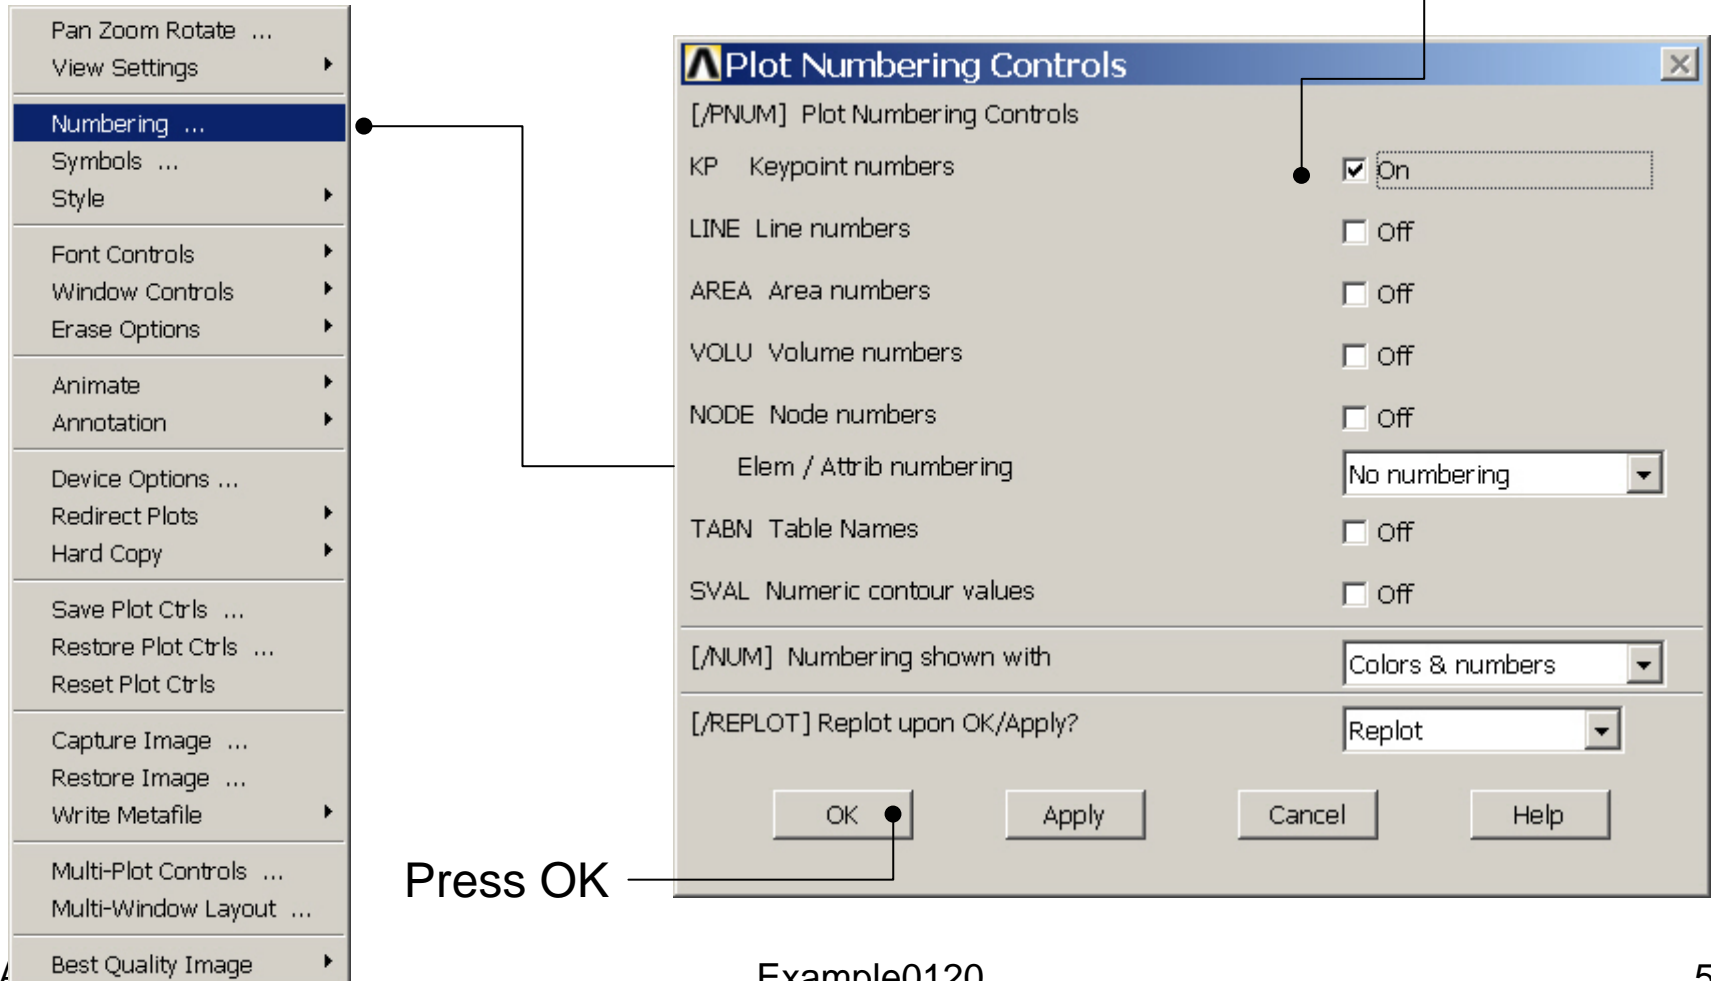 Pan Zoom Rotate ...
View Settings
Numbering ...
Symbols ...
Style
Font Controls
Window Controls
Erase Options
Animate
Annotation
Device Options ...
Redirect Plots
Hard Copy
Save Plot Ctrls ...
Restore Plot Ctrls ...
Reset Plot Ctrls
Capture Image ...
Restore Image ...
Write Metafile
Multi-Plot Controls ...
Multi-Window Layout ...
Best Quality Image
Plot Numbering Controls
[/PNUM] Plot Numbering Controls
KP Keypoint numbers On
LINE Line numbers Off
AREA Area numbers Off
VOLU Volume numbers Off
NODE Node numbers Off
Elem / Attrib numbering No numbering
TABN Table Names Off
SVAL Numeric contour values Off
[/NUM] Numbering shown with Colors & numbers
[/REPLOT] Replot upon OK/Apply? Replot
OK Apply Cancel Help
Press OK
Example0120 5